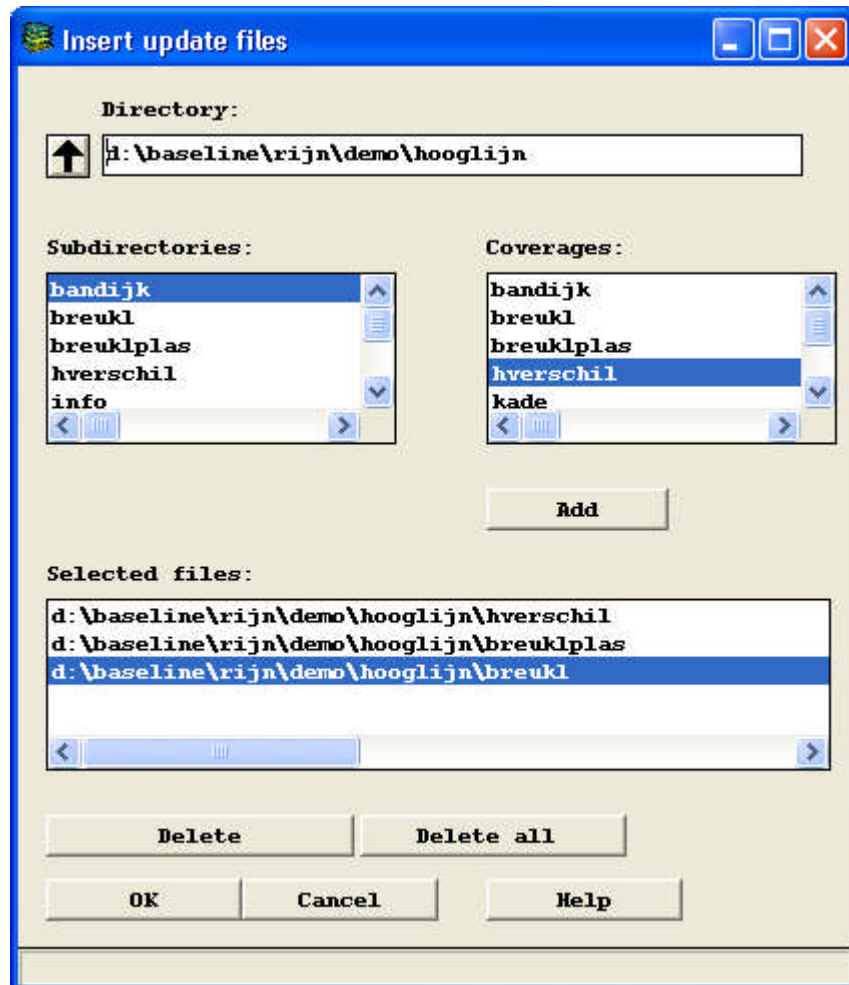 Insert update files
Directory:
d:\baseline\rijn\demo\hooglijn
Subdirectories:
bandijk
breukl
breuklplas
hverschil
info
Coverages:
bandijk
breukl
breuklplas
hverschil
kade
Add
Selected files:
d:\baseline\rijn\demo\hooglijn\hverschil
d:\baseline\rijn\demo\hooglijn\breuklplas
d:\baseline\rijn\demo\hooglijn\breukl
Delete
Delete all
OK
Cancel
Help